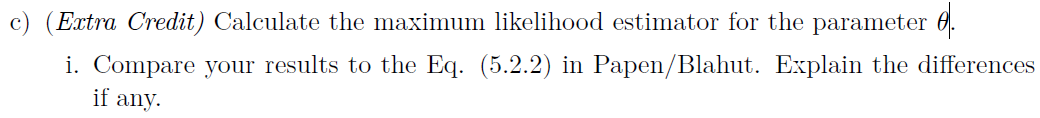 c) (Extra Credit) Calculate the maximum likelihood estimator for the parameter θ.
i. Compare your results to the Eq. (5.2.2) in Papen/Blahut. Explain the differences
if any.